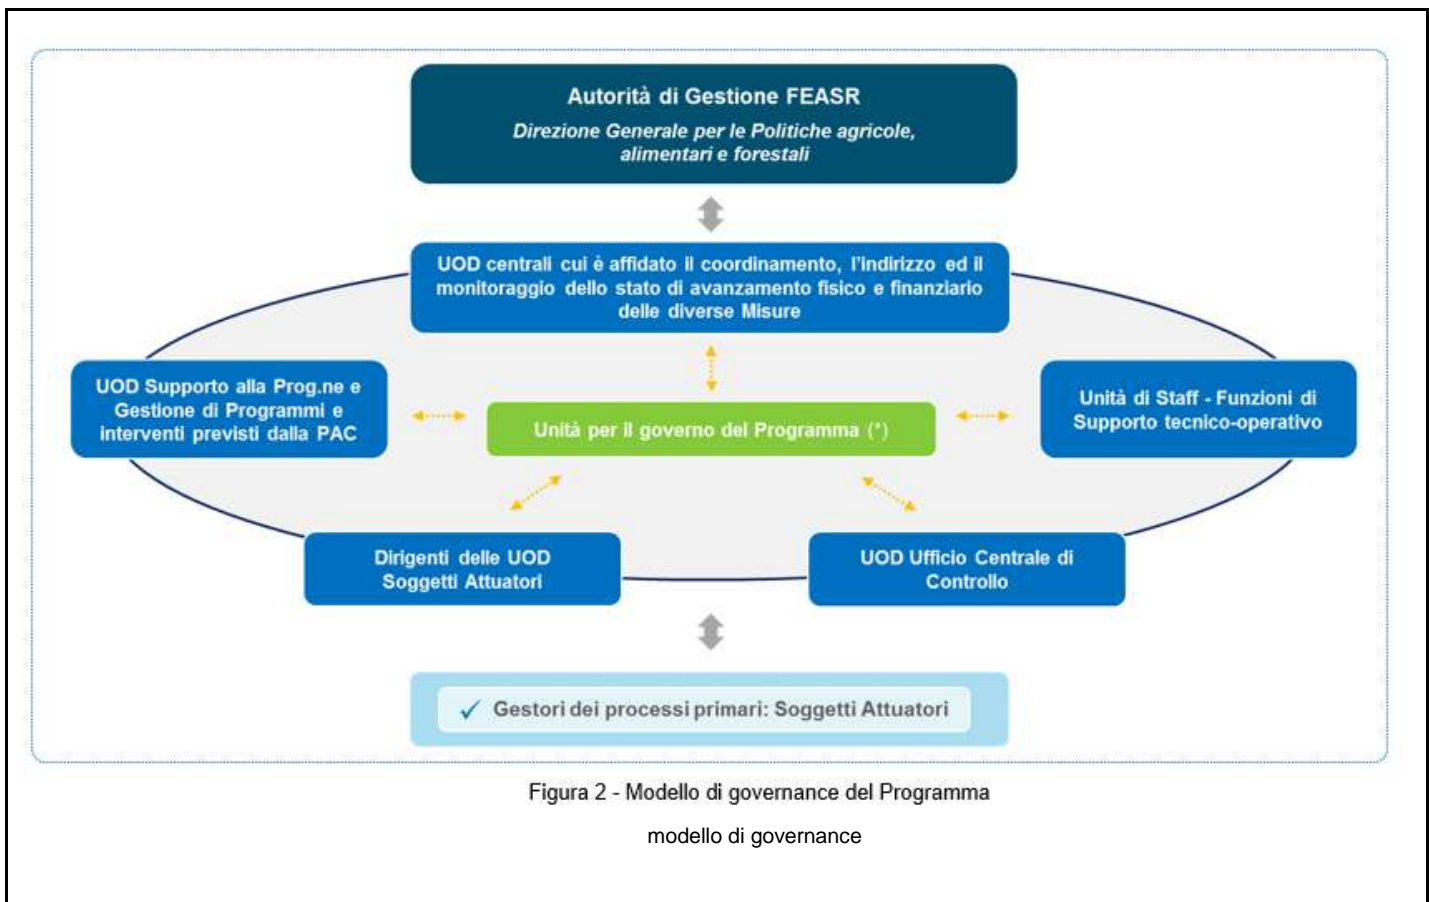 Autorità di Gestione FEASR
Direzione Generale per le Politiche agricole,
alimentari e forestali
UOD centrali cui è affidato il coordinamento, l'indirizzo ed il
monitoraggio dello stato di avanzamento fisico e finanziario
delle diverse Misure
UOD Supporto alla Prog.ne e
Gestione di Programmi e
interventi previsti dalla PAC
Unità per il governo del Programma (*)
Unità di Staff - Funzioni di
Supporto tecnico-operativo
Dirigenti delle UOD
Soggetti Attuatori
UOD Ufficio Centrale di
Controllo
✓ Gestori dei processi primari: Soggetti Attuatori
Figura 2 - Modello di governance del Programma
modello di governance